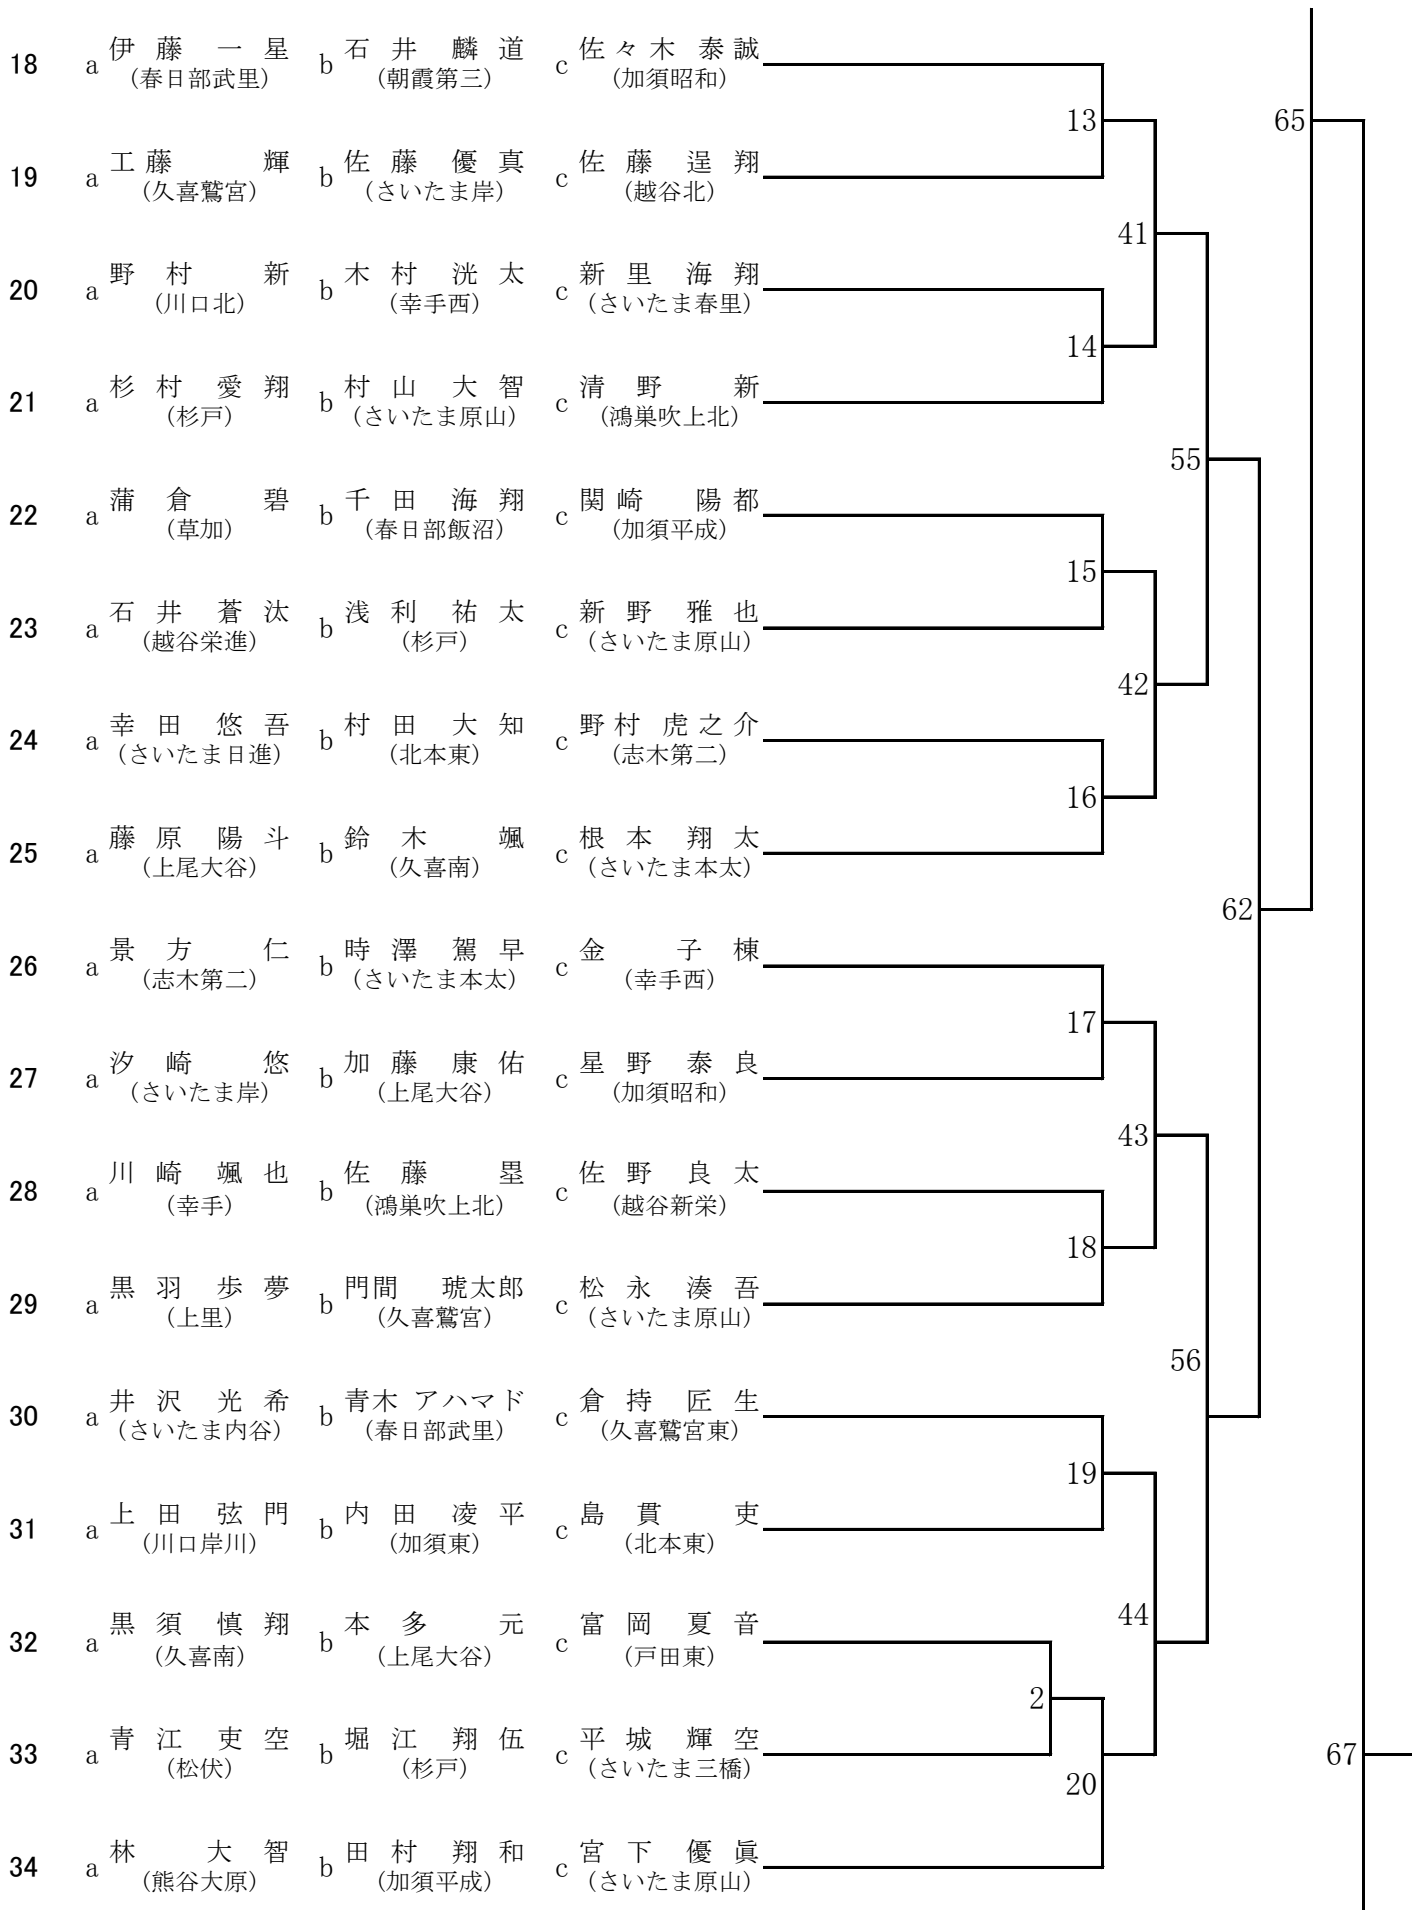 18 a 伊藤 一星 b 石井 麟道 c 佐々木 泰誠
(春日部武里) (朝霞第三) (加須昭和)
13 65
19 a 工藤 輝 b 佐藤 優真 c 佐藤 逞翔
(久喜鷲宮) (さいたま岸) (越谷北)
41
20 a 野村 新 b 木村 洸太 c 新里 海翔
(川口北) (幸手西) (さいたま春里)
14
21 a 杉村 愛翔 b 村山 大智 c 清野 新
(杉戸) (さいたま原山) (鴻巣吹上北)
55
22 a 蒲倉 碧 b 千田 海翔 c 関崎 陽都
(草加) (春日部飯沼) (加須平成)
15
23 a 石井 蒼汰 b 浅利 祐太 c 新野 雅也
(越谷栄進) (杉戸) (さいたま原山)
42
24 a 幸田 悠吾 b 村田 大知 c 野村 虎之介
(さいたま日進) (北本東) (志木第二)
16
25 a 藤原 陽斗 b 鈴木 颯 c 根本 翔太
(上尾大谷) (久喜南) (さいたま本太)
62
26 a 景方 仁 b 時澤 駕早 c 金子 棟
(志木第二) (さいたま本太) (幸手西)
17
27 a 汐崎 悠 b 加藤 康佑 c 星野 泰良
(さいたま岸) (上尾大谷) (加須昭和)
43
28 a 川崎 颯也 b 佐藤 塁 c 佐野 良太
(幸手) (鴻巣吹上北) (越谷新栄)
18
29 a 黒羽 歩夢 b 門間 琥太郎 c 松永 湊吾
(上里) (久喜鷲宮) (さいたま原山)
56
30 a 井沢 光希 b 青木 アハマド c 倉持 匠生
(さいたま内谷) (春日部武里) (久喜鷲宮東)
19
31 a 上田 弦門 b 内田 凌平 c 島貫 吏
(川口岸川) (加須東) (北本東)
44
32 a 黒須 慎翔 b 本多 元 c 富岡 夏音
(久喜南) (上尾大谷) (戸田東)
2
33 a 青江 吏空 b 堀江 翔伍 c 平城 輝空
(松伏) (杉戸) (さいたま三橋)
67
20
34 a 林 大智 b 田村 翔和 c 宮下 優眞
(熊谷大原) (加須平成) (さいたま原山)